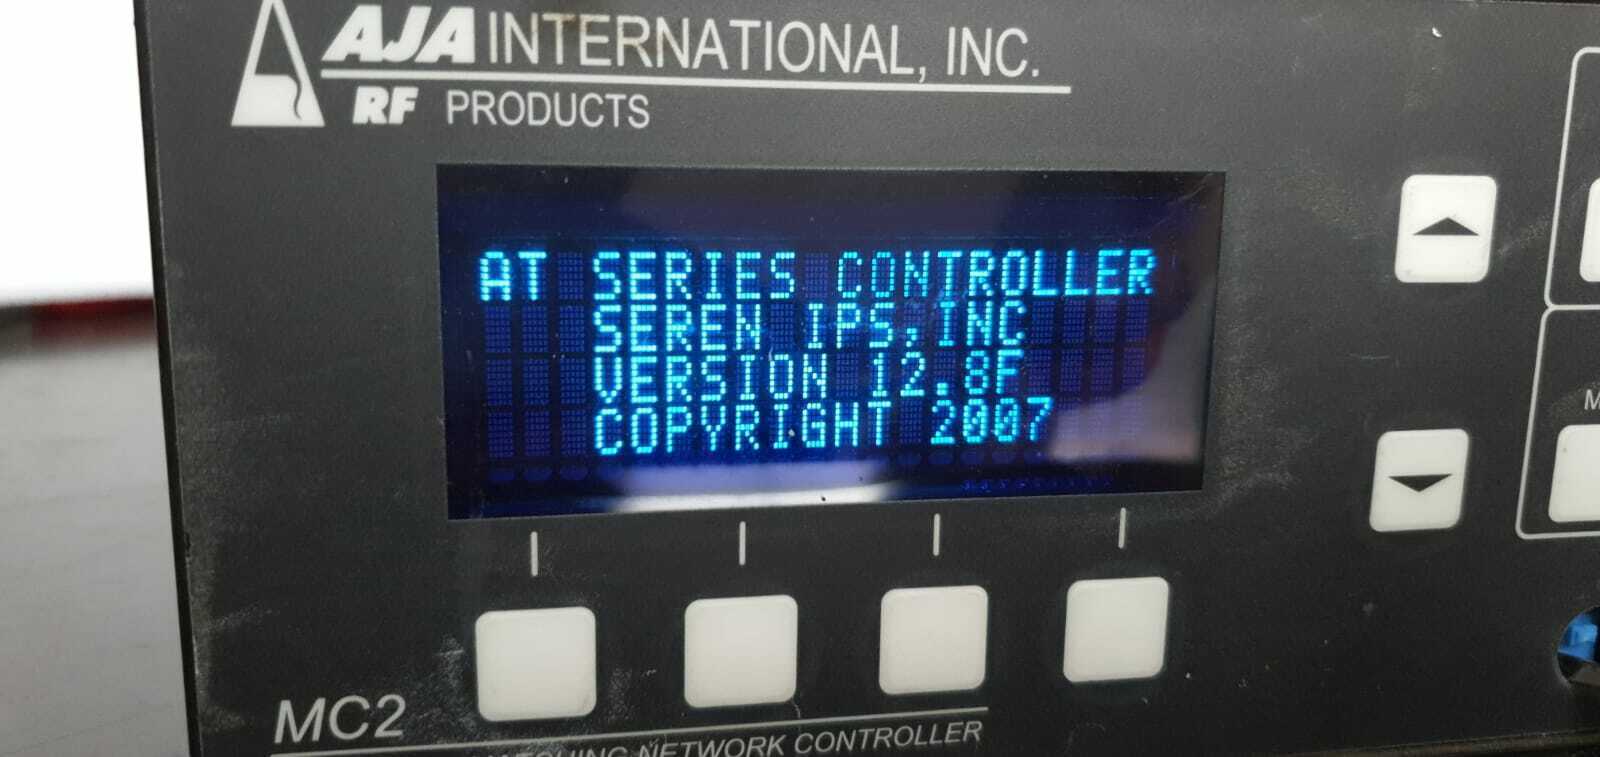 AJA INTERNATIONAL, INC.
RF PRODUCTS
AT SERIES CONTROLLER
SEREN IPS,INC
VERSION 12.8F
COPYRIGHT 2007
MC2
NETWORK CONTROLLER